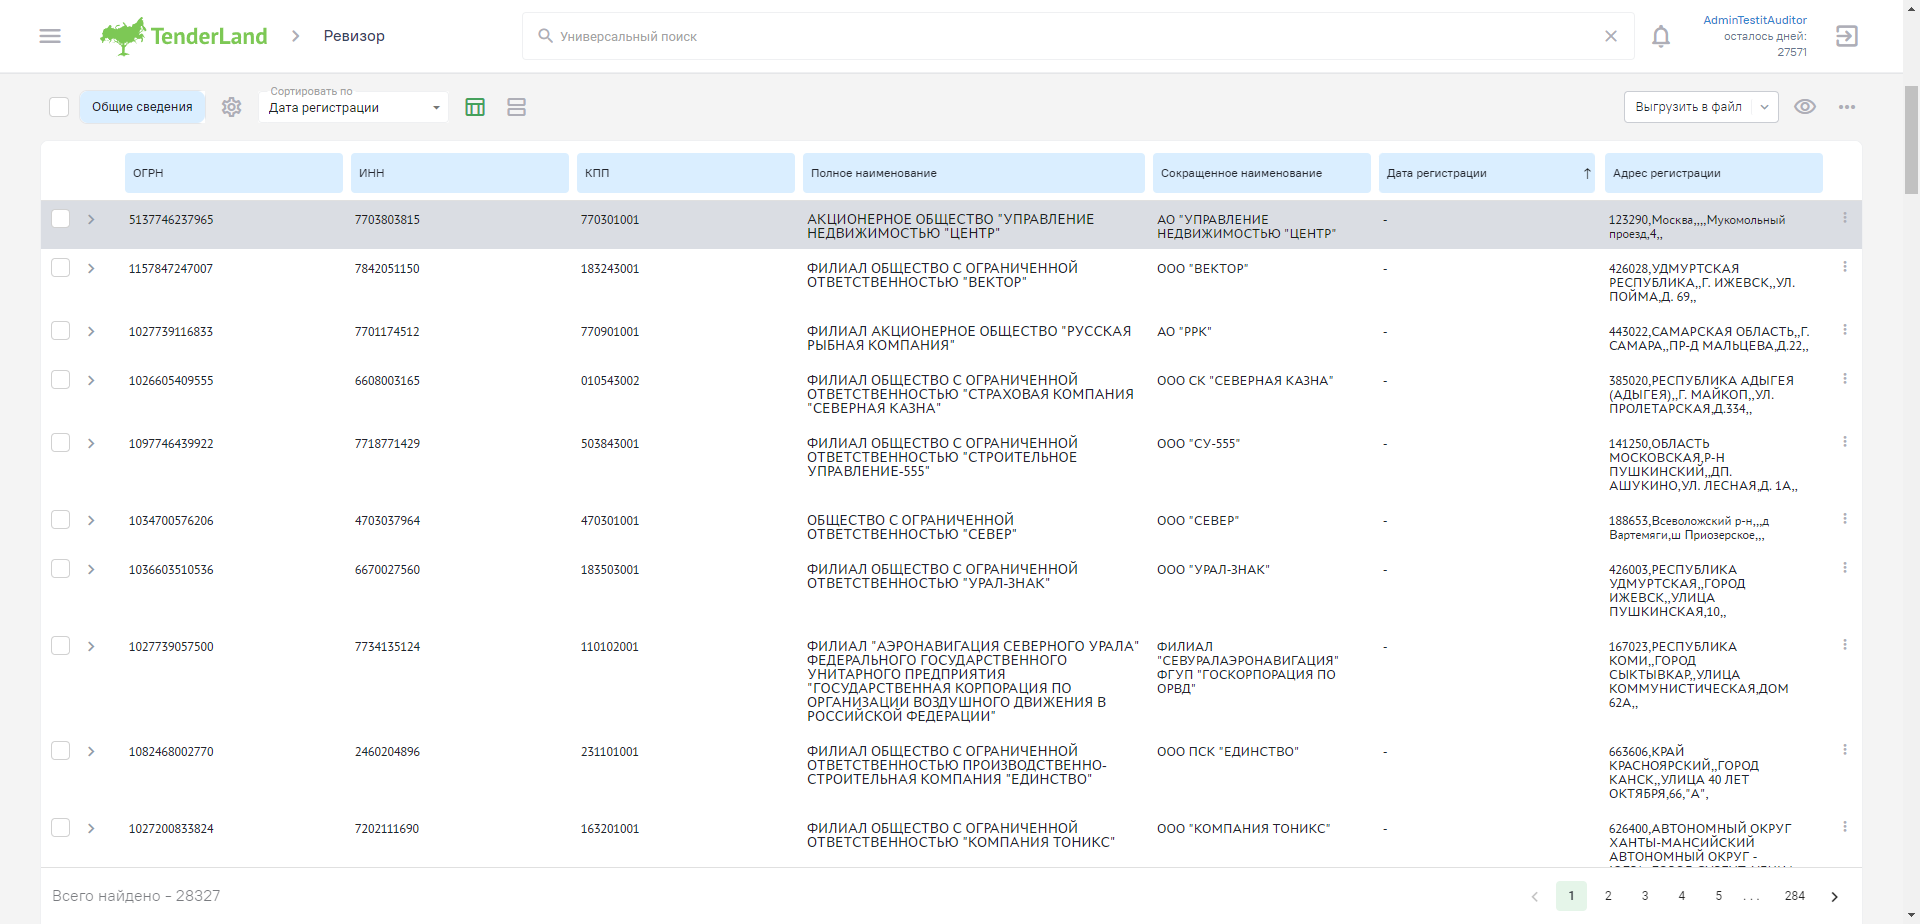 TenderLand
Ревизор
Универсальный поиск
AdminTestitAuditor
осталось дней:
27571
Общие сведения
Сортировать по
Дата регистрации
Выгрузить в файл
ОГРН ИНН КПП Полное наименование Сокращенное наименование Дата регистрации Адрес регистрации
5137746237965 7703803815 770301001 АКЦИОНЕРНОЕ ОБЩЕСТВО "УПРАВЛЕНИЕ АО "УПРАВЛЕНИЕ - 123290,Москва,,,,Мукомольный
НЕДВИЖИМОСТЬЮ "ЦЕНТР" НЕДВИЖИМОСТЬЮ "ЦЕНТР" проезд,4,,
1157847247007 7842051150 183243001 ФИЛИАЛ ОБЩЕСТВО С ОГРАНИЧЕННОЙ ООО "ВЕКТОР" - 426028,УДМУРТСКАЯ
ОТВЕТСТВЕННОСТЬЮ "ВЕКТОР" РЕСПУБЛИКА,,Г. ИЖЕВСК,,УЛ.
ПОЙМА,Д. 69,,
1027739116833 7701174512 770901001 ФИЛИАЛ АКЦИОНЕРНОЕ ОБЩЕСТВО "РУССКАЯ АО "РРК" - 443022,САМАРСКАЯ ОБЛАСТЬ,,Г.
РЫБНАЯ КОМПАНИЯ" САМАРА,,ПР-Д МАЛЬЦЕВА,Д.22,,
1026605409555 6608003165 010543002 ФИЛИАЛ ОБЩЕСТВО С ОГРАНИЧЕННОЙ ООО СК "СЕВЕРНАЯ КАЗНА" - 385020,РЕСПУБЛИКА АДЫГЕЯ
ОТВЕТСТВЕННОСТЬЮ "СТРАХОВАЯ КОМПАНИЯ (АДЫГЕЯ),,Г. МАЙКОП,,УЛ.
"СЕВЕРНАЯ КАЗНА" ПРОЛЕТАРСКАЯ,Д.334,,
1097746439922 7718771429 503843001 ФИЛИАЛ ОБЩЕСТВО С ОГРАНИЧЕННОЙ ООО "СУ-555" - 141250,ОБЛАСТЬ
ОТВЕТСТВЕННОСТЬЮ "СТРОИТЕЛЬНОЕ МОСКОВСКАЯ,Р-Н
УПРАВЛЕНИЕ-555" ПУШКИНСКИЙ,,ДП.
АШУКИНО,УЛ. ЛЕСНАЯ,Д. 1А,,
1034700576206 4703037964 470301001 ОБЩЕСТВО С ОГРАНИЧЕННОЙ ООО "СЕВЕР" - 188653,Всеволожский р-н,,,д
ОТВЕТСТВЕННОСТЬЮ "СЕВЕР" Вартемяги,ш Приозерское,,,
1036603510536 6670027560 183503001 ФИЛИАЛ ОБЩЕСТВО С ОГРАНИЧЕННОЙ ООО "УРАЛ-ЗНАК" - 426003,РЕСПУБЛИКА
ОТВЕТСТВЕННОСТЬЮ "УРАЛ-ЗНАК" УДМУРТСКАЯ,,ГОРОД
ИЖЕВСК,,УЛИЦА
ПУШКИНСКАЯ,10,,
1027739057500 7734135124 110102001 ФИЛИАЛ "АЭРОНАВИГАЦИЯ СЕВЕРНОГО УРАЛА" ФИЛИАЛ - 167023,РЕСПУБЛИКА
ФЕДЕРАЛЬНОГО ГОСУДАРСТВЕННОГО "СЕВУРАЛАЭРОНАВИГАЦИЯ" КОМИ,,ГОРОД
УНИТАРНОГО ПРЕДПРИЯТИЯ ФГУП "ГОСКОРПОРАЦИЯ ПО СЫКТЫВКАР,,УЛИЦА
"ГОСУДАРСТВЕННАЯ КОРПОРАЦИЯ ПО ОРВД" КОММУНИСТИЧЕСКАЯ,ДОМ
ОРГАНИЗАЦИИ ВОЗДУШНОГО ДВИЖЕНИЯ В 62А,,
РОССИЙСКОЙ ФЕДЕРАЦИИ"
1082468002770 2460204896 231101001 ФИЛИАЛ ОБЩЕСТВО С ОГРАНИЧЕННОЙ ООО ПСК "ЕДИНСТВО" - 663606,КРАЙ
ОТВЕТСТВЕННОСТЬЮ ПРОИЗВОДСТВЕННО- КРАСНОЯРСКИЙ,,ГОРОД
СТРОИТЕЛЬНАЯ КОМПАНИЯ "ЕДИНСТВО" КАНСК,,УЛИЦА 40 ЛЕТ
ОКТЯБРЯ,66,"А",
1027200833824 7202111690 163201001 ФИЛИАЛ ОБЩЕСТВО С ОГРАНИЧЕННОЙ ООО "КОМПАНИЯ ТОНИКС" - 626400,АВТОНОМНЫЙ ОКРУГ
ОТВЕТСТВЕННОСТЬЮ "КОМПАНИЯ ТОНИКС" ХАНТЫ-МАНСИЙСКИЙ
АВТОНОМНЫЙ ОКРУГ -
Всего найдено - 28327
1 2 3 4 5 ... 284